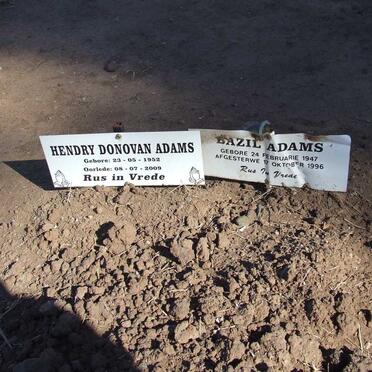 HENDRY DONOVAN ADAMS
Gebore: 23 - 05 - 1952
Oorlede: 08 - 07 - 2009
Rus in Vrede
BAZIL ADAMS
GEBORE 24 FEBRUARIE 1947
AFGESTERWE 17 OKTOBER 1996
Rus In Vrede